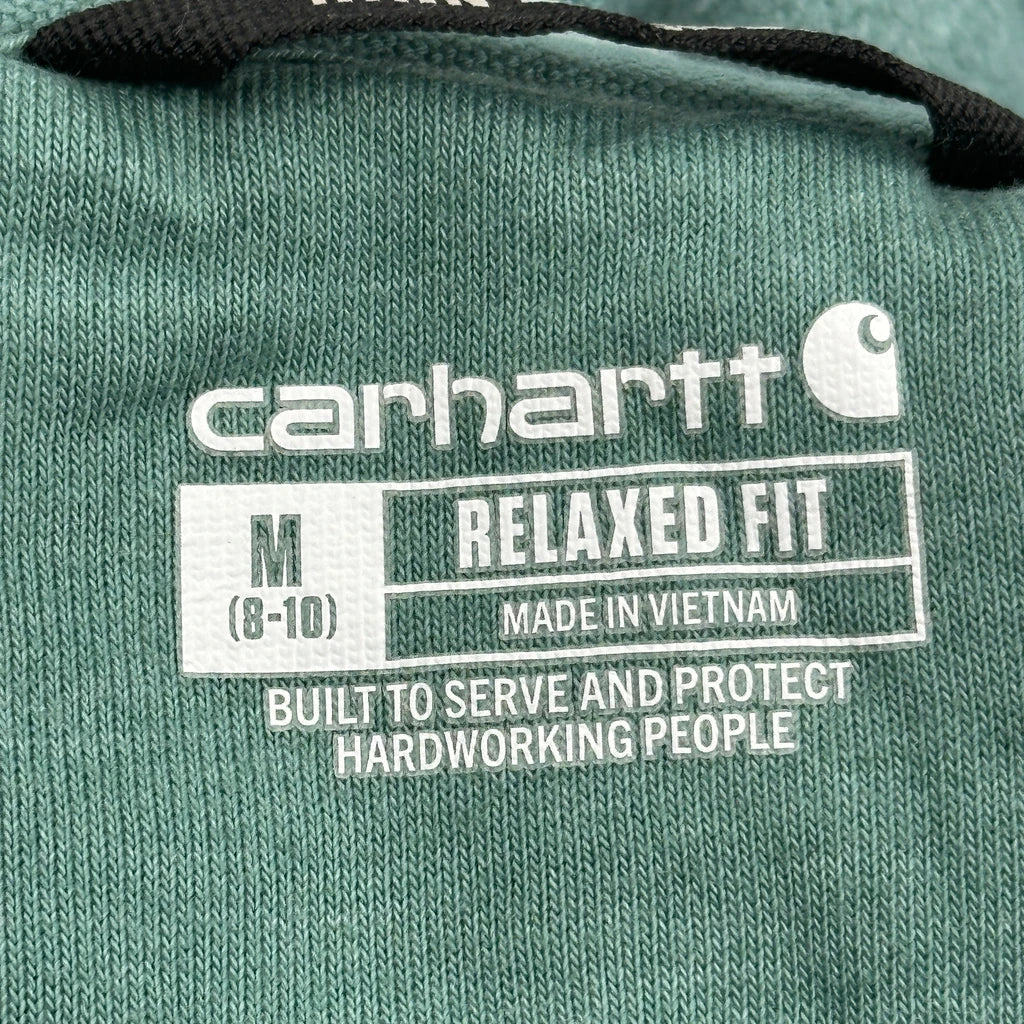 carhartt
M
(8-10)
RELAXED FIT
MADE IN VIETNAM
BUILT TO SERVE AND PROTECT
HARDWORKING PEOPLE